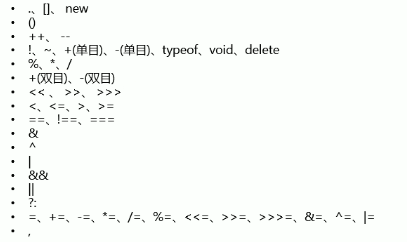 • .、[]、 new
• ()
• ++、 --
• !、~、+(单目)、-(单目)、typeof、void、delete
• %、*、/
• +(双目)、-(双目)
• << 、 >>、 >>>
• <、<=、>、>=
• ==、!==、===
• &
• ^
• |
• &&
• ||
• ?:
• =、+=、-=、*=、/=、%=、<<=、>>=、>>>=、&=、^=、|=
• ,